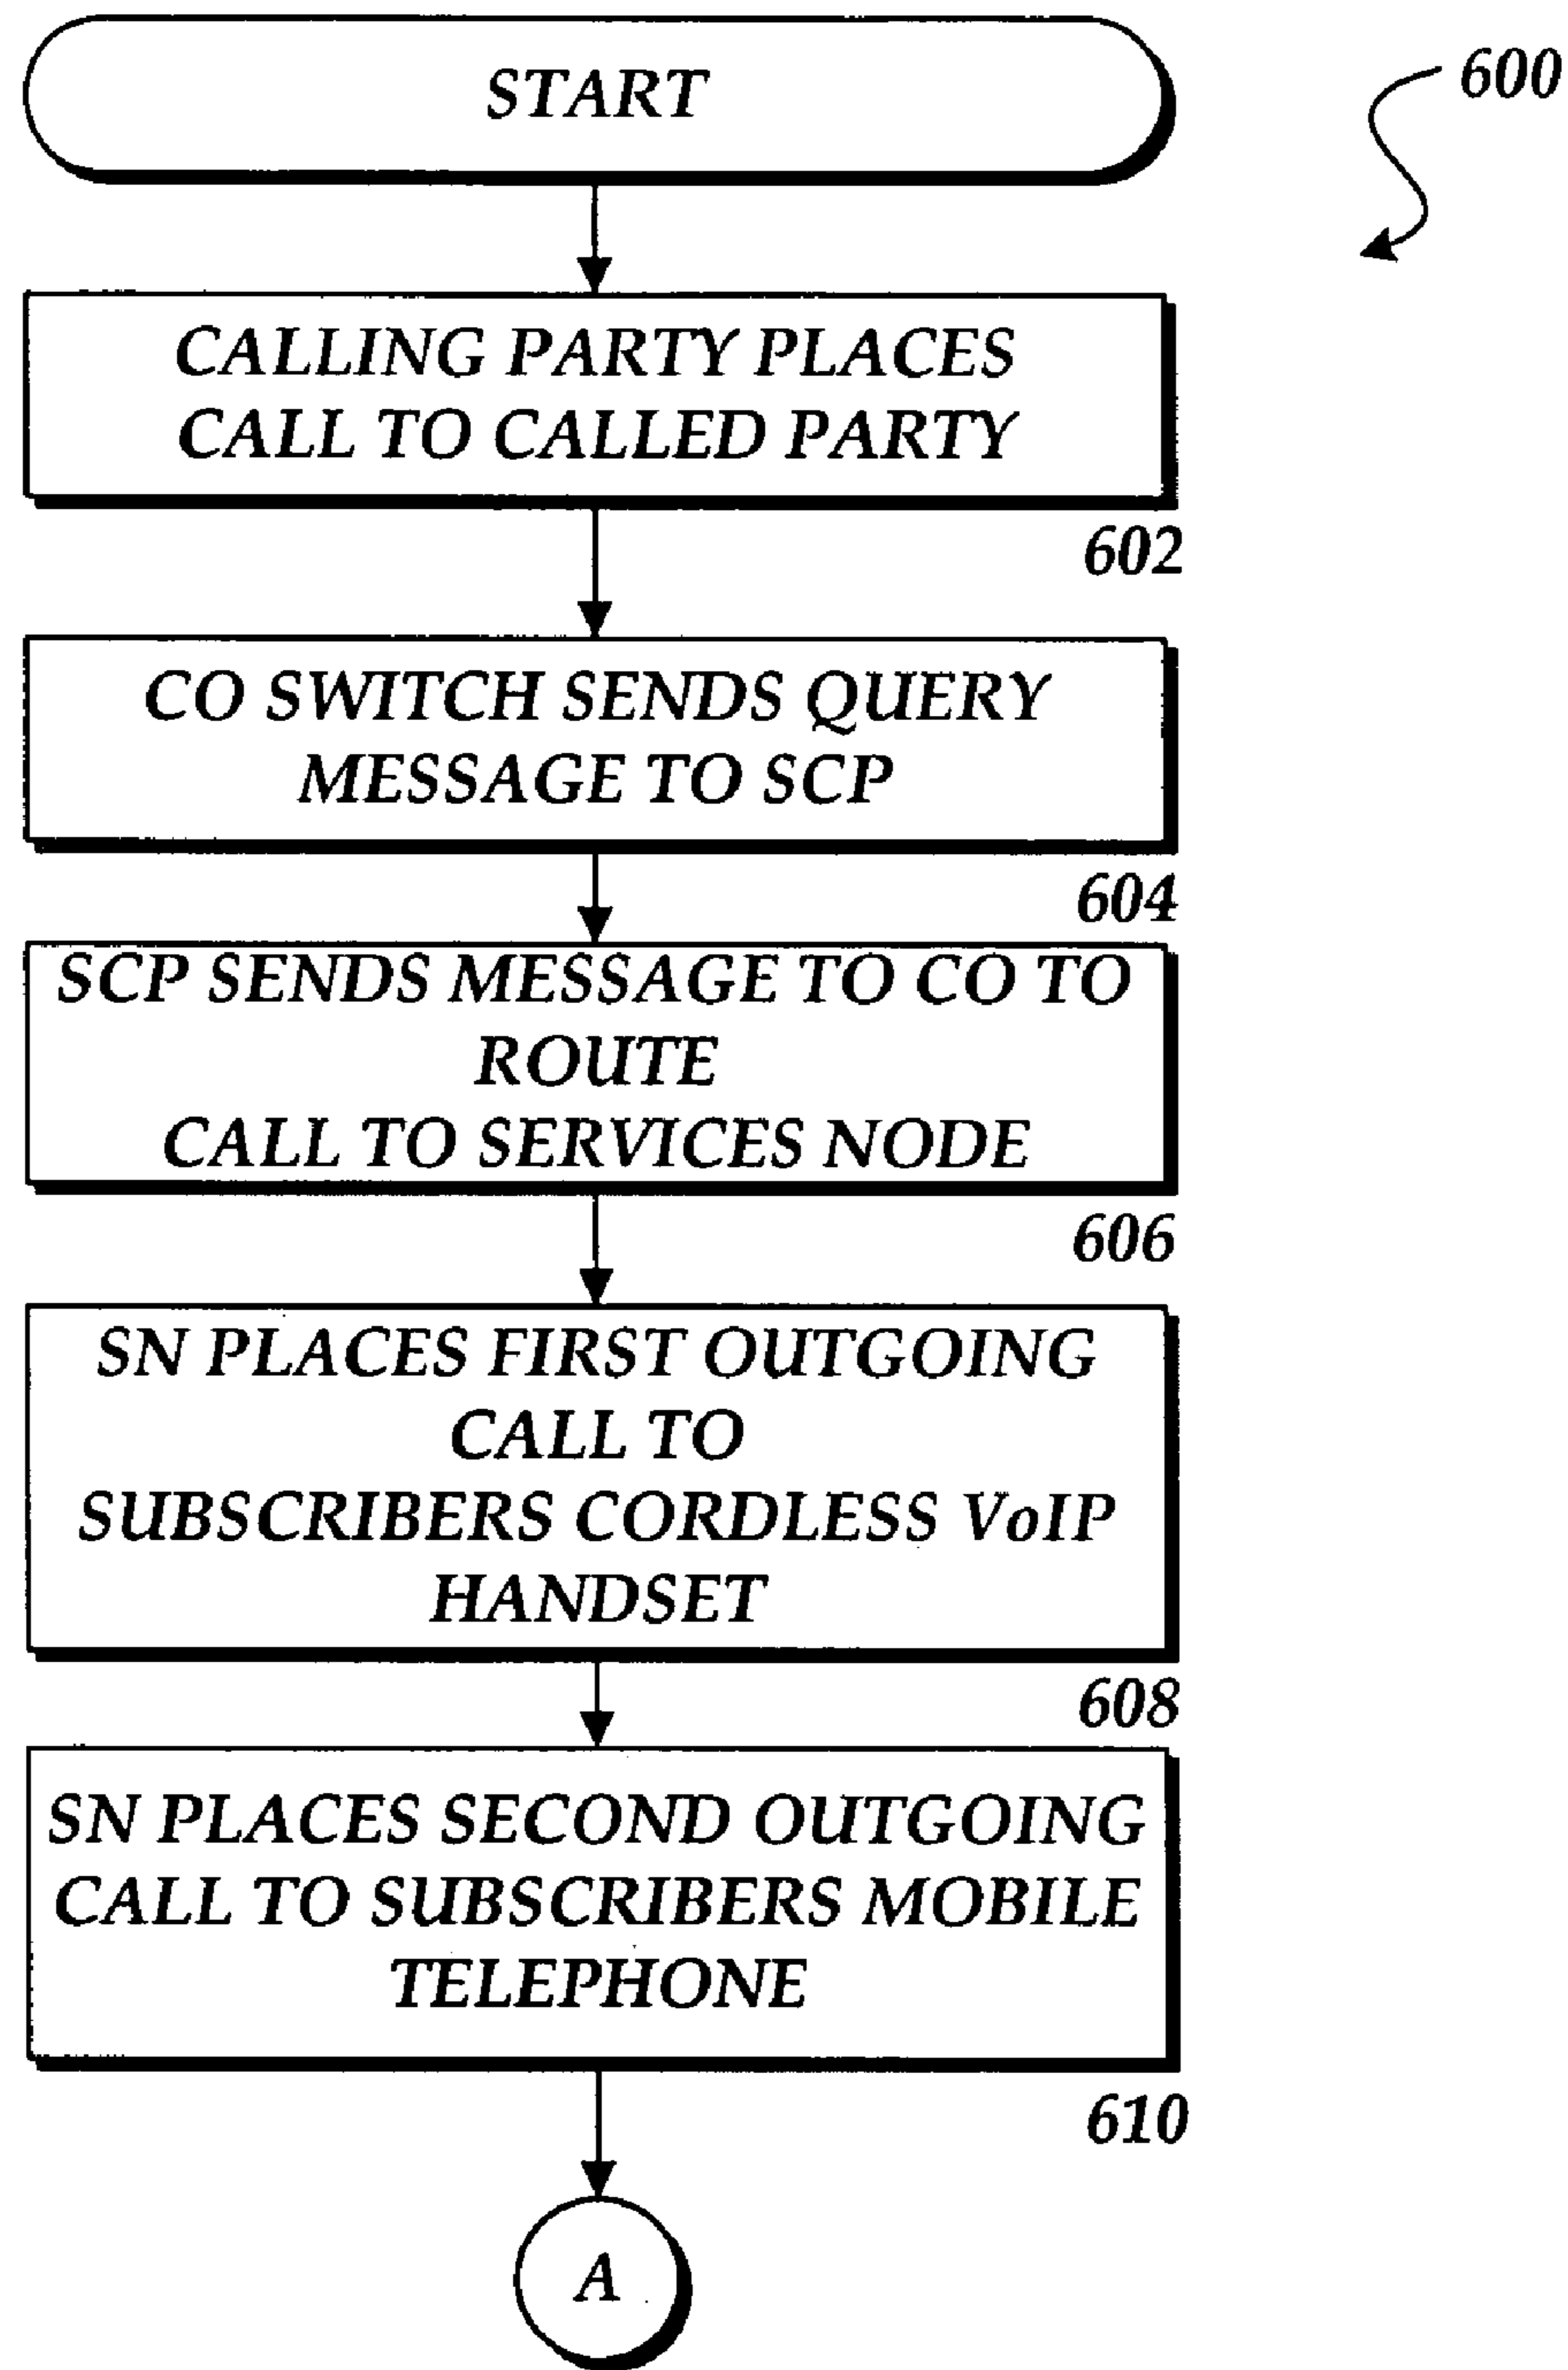 START
600
CALLING PARTY PLACES
CALL TO CALLED PARTY
602
CO SWITCH SENDS QUERY
MESSAGE TO SCP
604
SCP SENDS MESSAGE TO CO TO
ROUTE
CALL TO SERVICES NODE
606
SN PLACES FIRST OUTGOING
CALL TO
SUBSCRIBERS CORDLESS VoIP
HANDSET
608
SN PLACES SECOND OUTGOING
CALL TO SUBSCRIBERS MOBILE
TELEPHONE
610
A